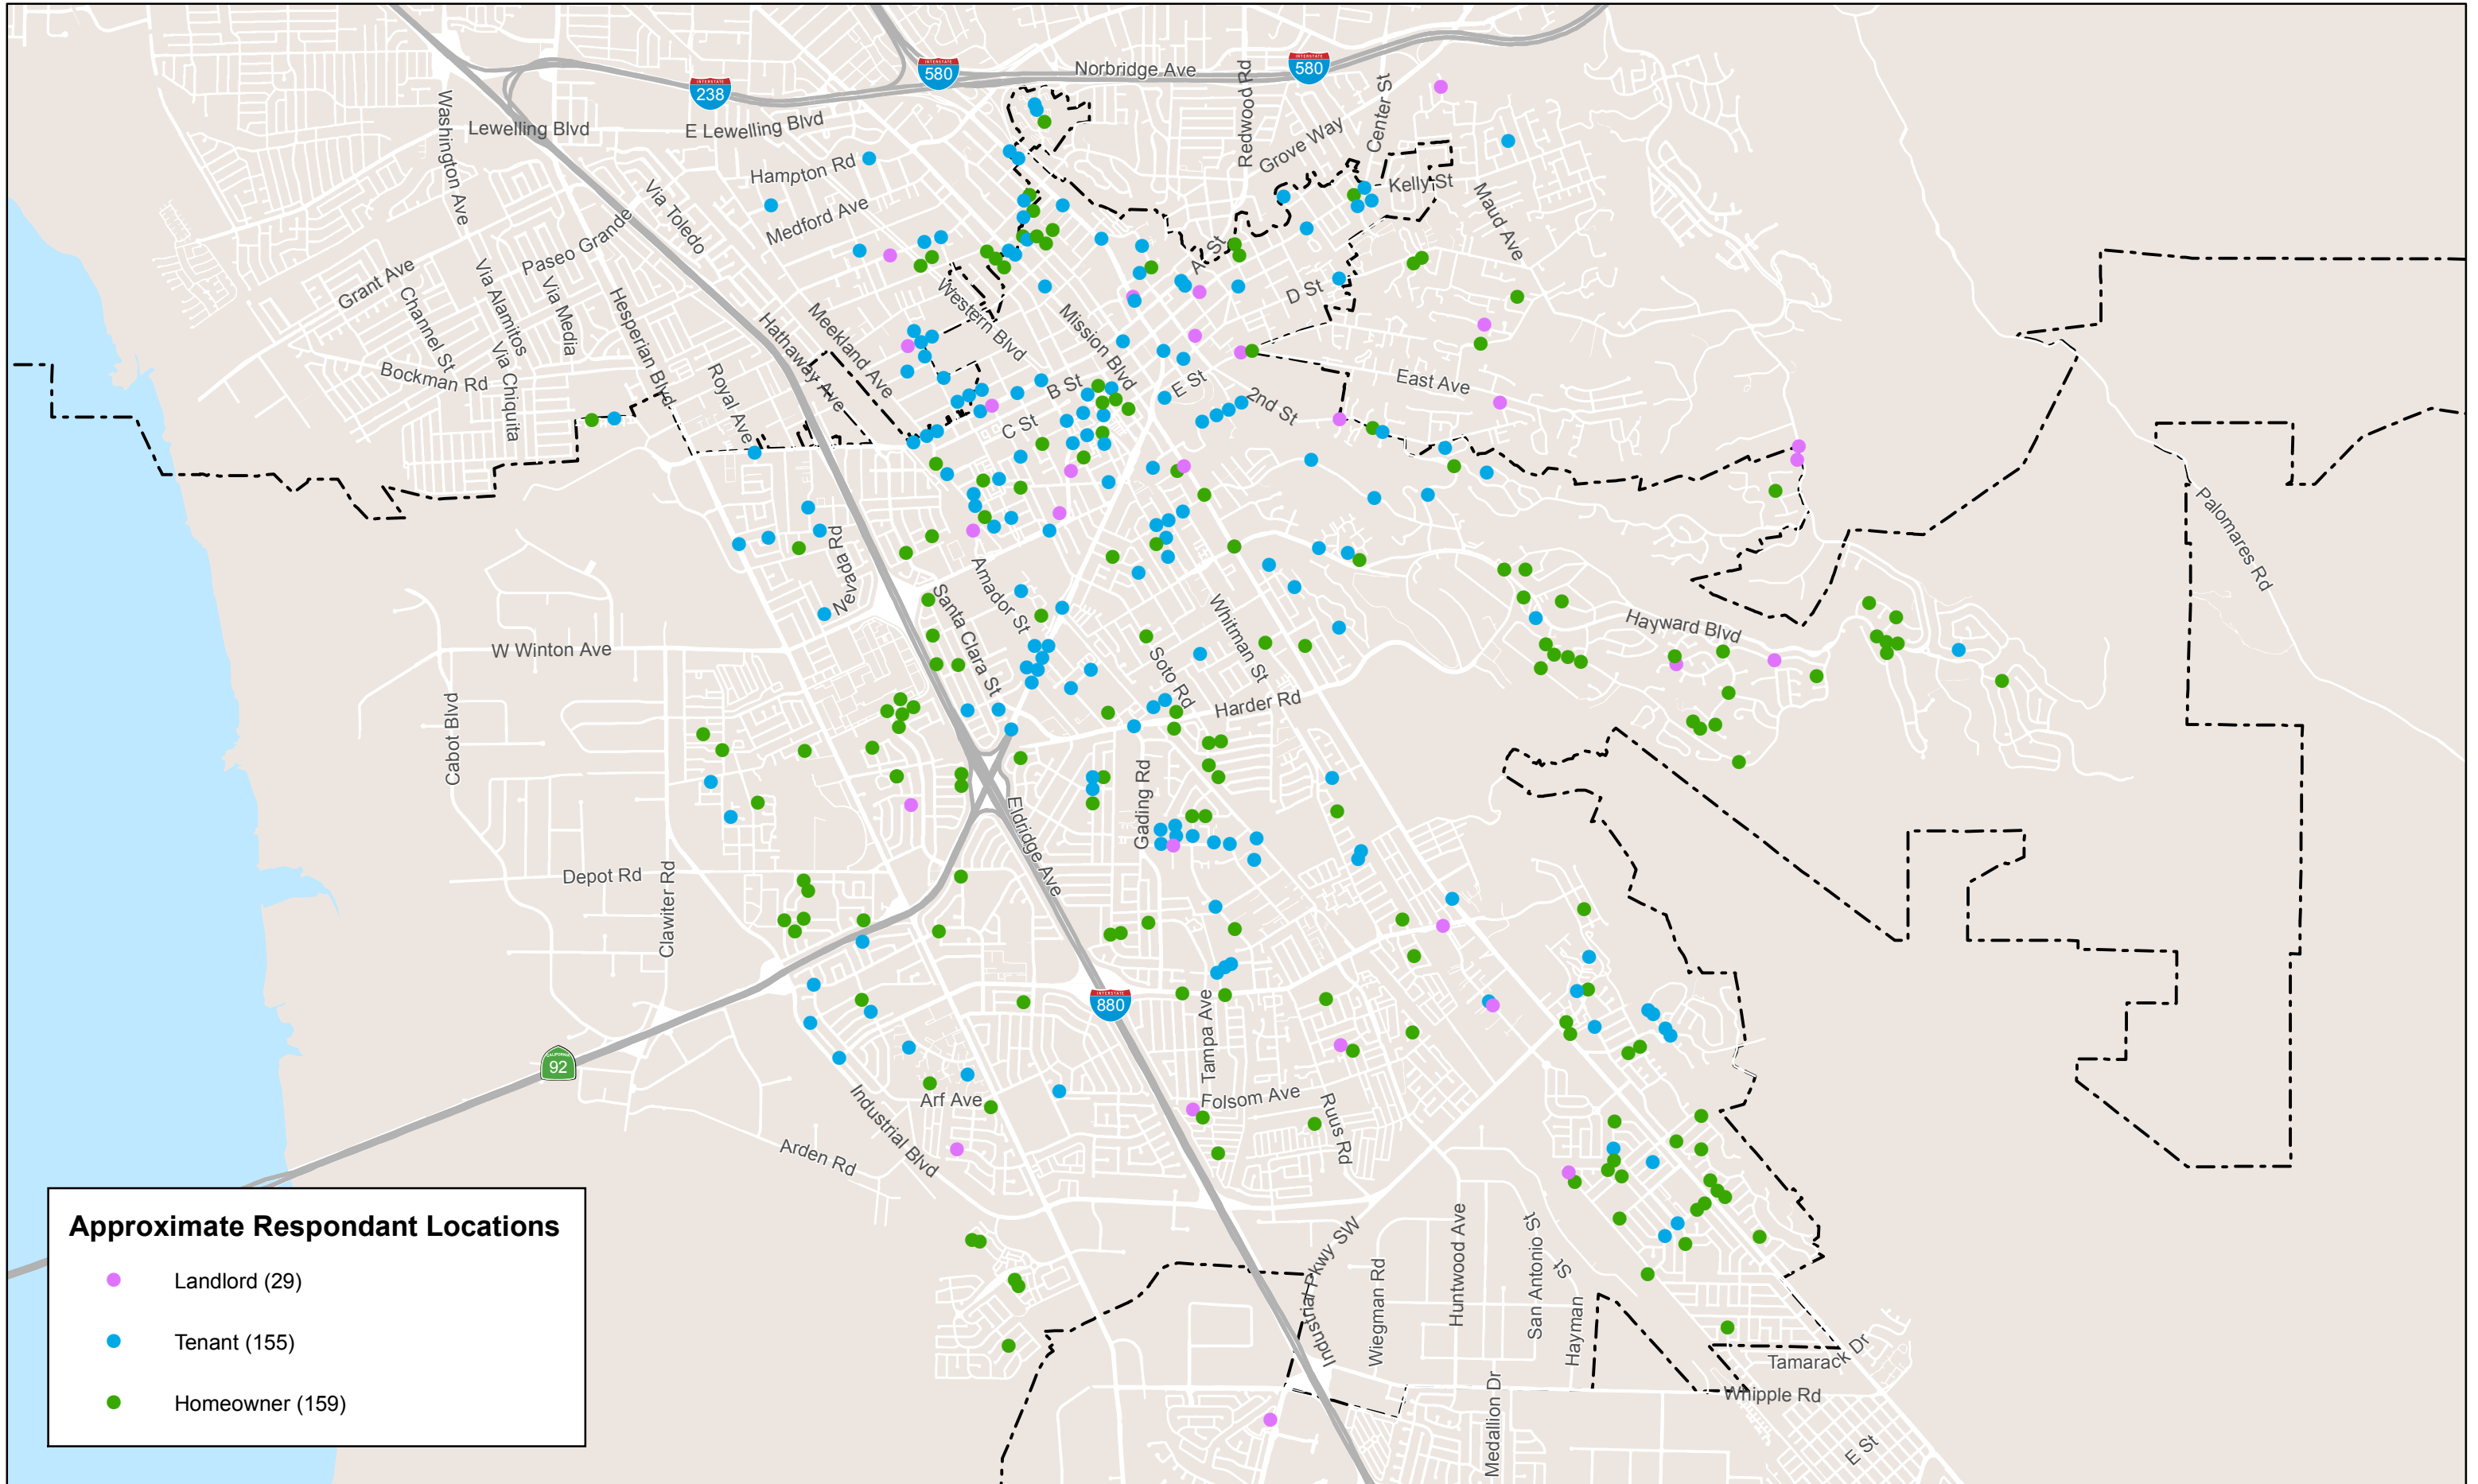 INTERSTATE
580
Norbridge Ave
INTERSTATE
580
INTERSTATE
238
Redwood Rd
Center St
Washington Ave
Lewelling Blvd
E Lewelling Blvd
Grove Way
Hampton Rd
Kelly St
Maud Ave
Via Toledo
Medford Ave
Paseo Grande
A St
Grant Ave
Via Alamitos
Via Media
Channel St
Hesperian Blvd
D St
Western Blvd
Mission Blvd
Meekland Ave
Hathaway Ave
Bockman Rd
Via Chiquita
Royal Ave
B St
E St
East Ave
2nd St
C St
Palomares Rd
Nevada Rd
Amador St
Santa Clara St
Whitman St
Hayward Blvd
W Winton Ave
Soto Rd
Harder Rd
Cabot Blvd
Gading Rd
Eldridge Ave
Depot Rd
Clawiter Rd
INTERSTATE
880
Tampa Ave
CALIFORNIA
92
Arf Ave
Folsom Ave
Ruus Rd
Industrial Blvd
Arden Rd
Industrial Pkwy SW
Wiegman Rd
Huntwood Ave
San Antonio St
Hayman St
Tamarack Dr
Whipple Rd
Medallion Dr
E St
Approximate Respondant Locations
Landlord (29)
Tenant (155)
Homeowner (159)